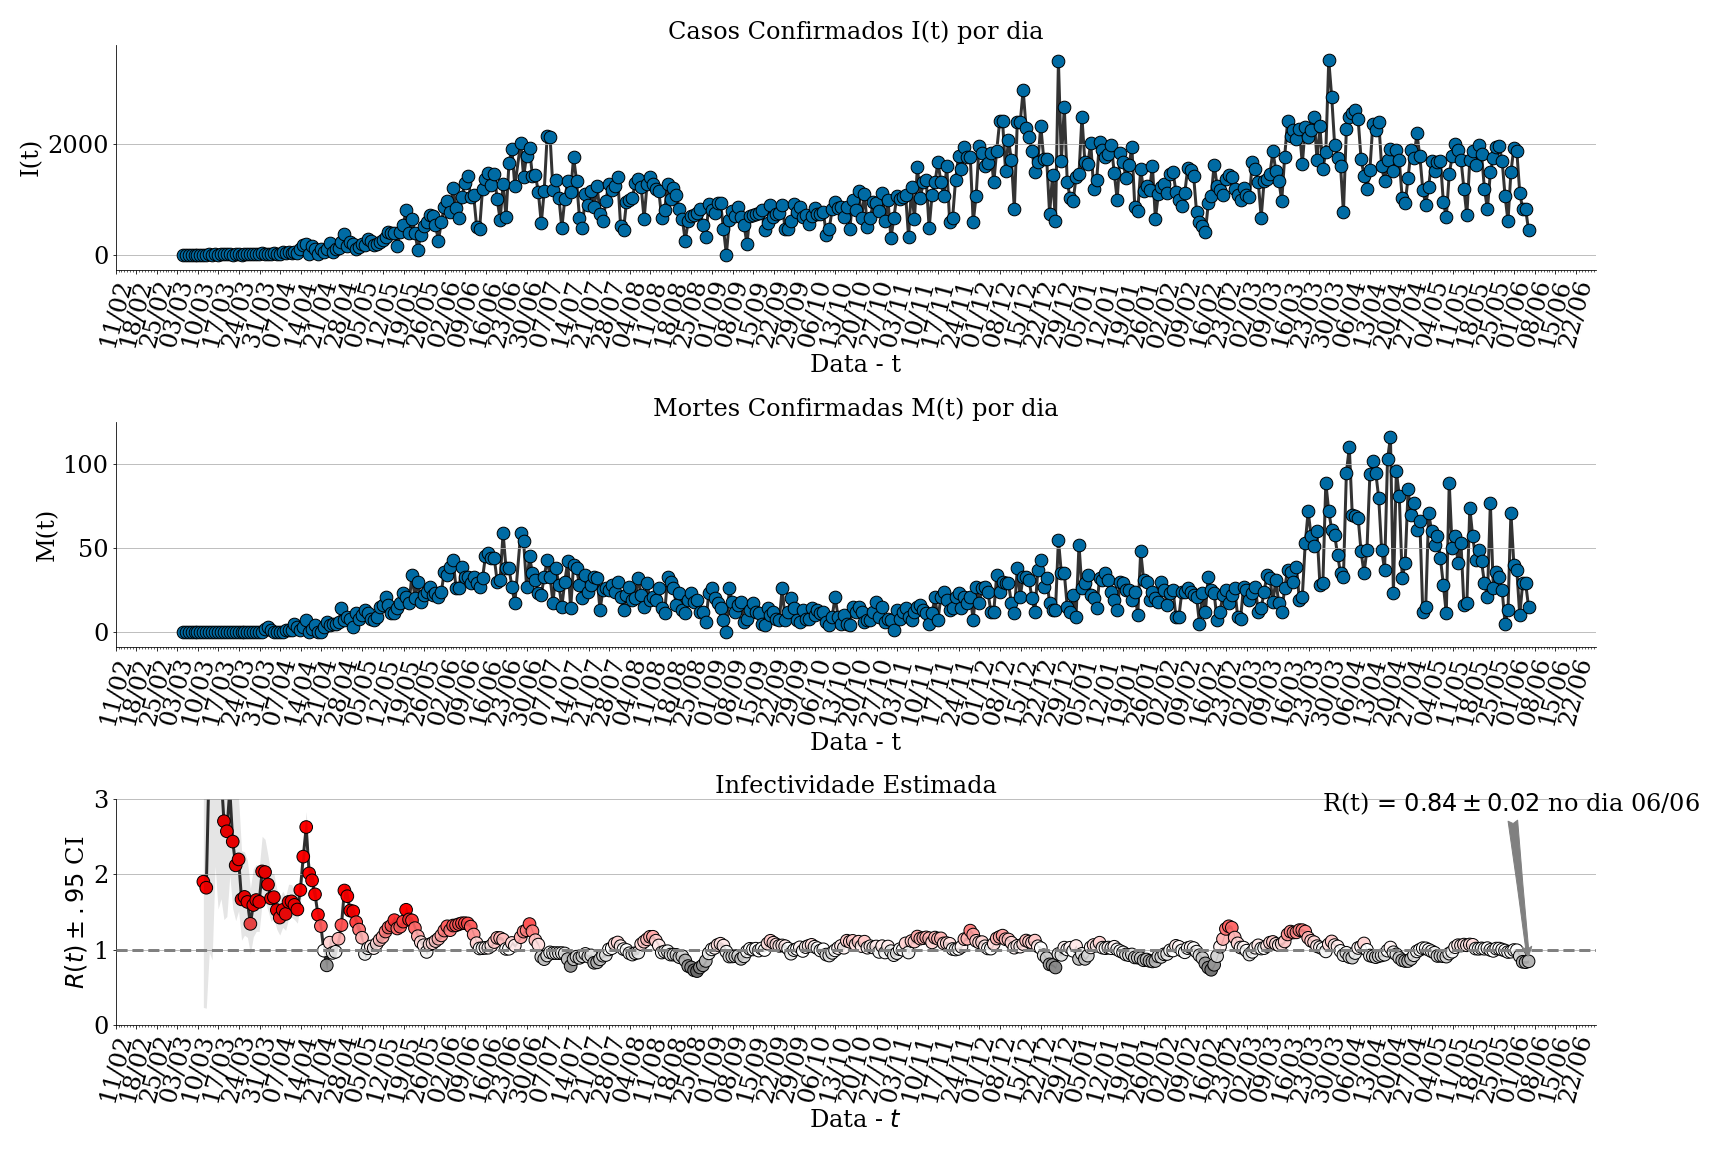 Casos Confirmados I(t) por dia
I(t)
2000
0
11/02 18/02 25/02 03/03 10/03 17/03 24/03 31/03 07/04 14/04 21/04 28/04 05/05 12/05 19/05 26/05 02/06 09/06 16/06 23/06 30/06 07/07 14/07 21/07 28/07 04/08 11/08 18/08 25/08 01/09 08/09 15/09 22/09 29/09 06/10 13/10 20/10 27/10 03/11 10/11 17/11 24/11 01/12 08/12 15/12 22/12 29/12 05/01 12/01 19/01 26/01 02/02 09/02 16/02 23/02 02/03 09/03 16/03 23/03 30/03 06/04 13/04 20/04 27/04 04/05 11/05 18/05 25/05 01/06 08/06 15/06 22/06
Data - t
Mortes Confirmadas M(t) por dia
M(t)
100
50
0
11/02 18/02 25/02 03/03 10/03 17/03 24/03 31/03 07/04 14/04 21/04 28/04 05/05 12/05 19/05 26/05 02/06 09/06 16/06 23/06 30/06 07/07 14/07 21/07 28/07 04/08 11/08 18/08 25/08 01/09 08/09 15/09 22/09 29/09 06/10 13/10 20/10 27/10 03/11 10/11 17/11 24/11 01/12 08/12 15/12 22/12 29/12 05/01 12/01 19/01 26/01 02/02 09/02 16/02 23/02 02/03 09/03 16/03 23/03 30/03 06/04 13/04 20/04 27/04 04/05 11/05 18/05 25/05 01/06 08/06 15/06 22/06
Data - t
Infectividade Estimada
R(t) = 0.84 ± 0.02 no dia 06/06
R(t) ± .95 CI
3
2
1
0
11/02 18/02 25/02 03/03 10/03 17/03 24/03 31/03 07/04 14/04 21/04 28/04 05/05 12/05 19/05 26/05 02/06 09/06 16/06 23/06 30/06 07/07 14/07 21/07 28/07 04/08 11/08 18/08 25/08 01/09 08/09 15/09 22/09 29/09 06/10 13/10 20/10 27/10 03/11 10/11 17/11 24/11 01/12 08/12 15/12 22/12 29/12 05/01 12/01 19/01 26/01 02/02 09/02 16/02 23/02 02/03 09/03 16/03 23/03 30/03 06/04 13/04 20/04 27/04 04/05 11/05 18/05 25/05 01/06 08/06 15/06 22/06
Data - t